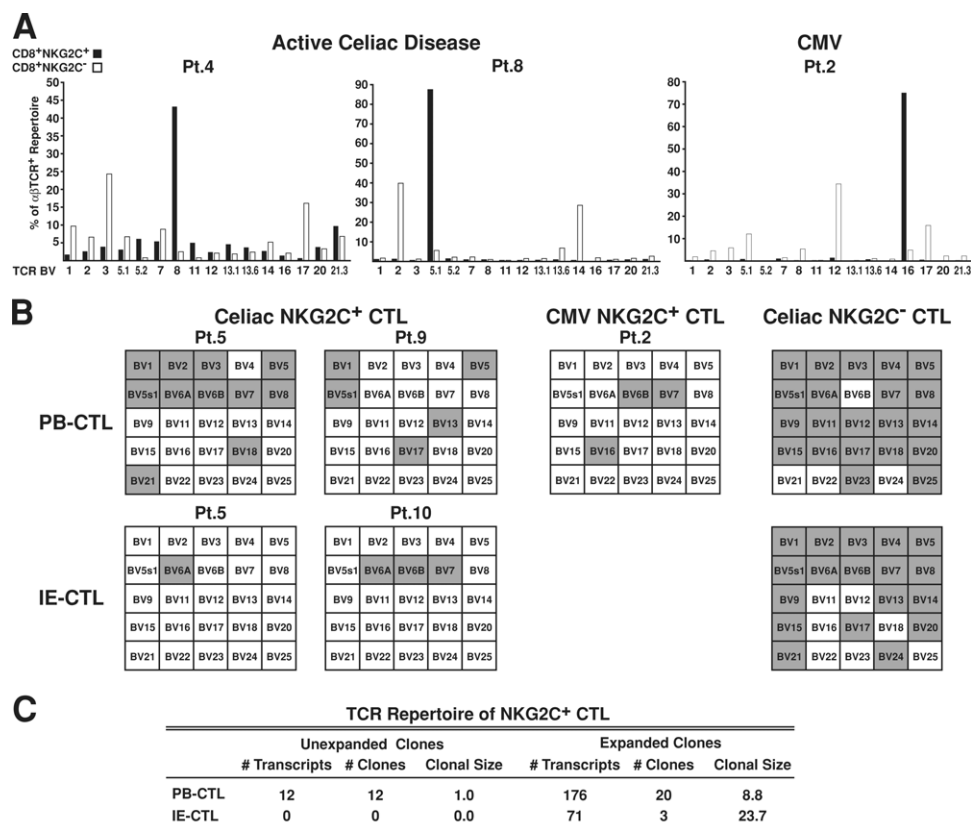 A
Active Celiac Disease
CMV
CD8+NKG2C+
CD8+NKG2C-
Pt.4
Pt.8
Pt.2
% of αβTCR+ Repertoire
50
45
40
35
30
25
20
15
10
5
90
80
70
60
50
40
30
20
10
80
70
60
50
40
30
20
10
TCR BV
1 2 3 5.1 5.2 7 8 11 12 13.1 13.6 14 16 17 20 21.3
1 2 3 5.1 5.2 7 8 11 12 13.1 13.6 14 16 17 20 21.3
1 2 3 5.1 5.2 7 8 11 12 13.1 13.6 14 16 17 20 21.3
B
Celiac NKG2C+ CTL
CMV NKG2C+ CTL
Celiac NKG2C- CTL
Pt.5
Pt.9
Pt.2
PB-CTL
BV1 BV2 BV3 BV4 BV5
BV5s1 BV6A BV6B BV7 BV8
BV9 BV11 BV12 BV13 BV14
BV15 BV16 BV17 BV18 BV20
BV21 BV22 BV23 BV24 BV25
BV1 BV2 BV3 BV4 BV5
BV5s1 BV6A BV6B BV7 BV8
BV9 BV11 BV12 BV13 BV14
BV15 BV16 BV17 BV18 BV20
BV21 BV22 BV23 BV24 BV25
BV1 BV2 BV3 BV4 BV5
BV5s1 BV6A BV6B BV7 BV8
BV9 BV11 BV12 BV13 BV14
BV15 BV16 BV17 BV18 BV20
BV21 BV22 BV23 BV24 BV25
BV1 BV2 BV3 BV4 BV5
BV5s1 BV6A BV6B BV7 BV8
BV9 BV11 BV12 BV13 BV14
BV15 BV16 BV17 BV18 BV20
BV21 BV22 BV23 BV24 BV25
Pt.5
Pt.10
IE-CTL
BV1 BV2 BV3 BV4 BV5
BV5s1 BV6A BV6B BV7 BV8
BV9 BV11 BV12 BV13 BV14
BV15 BV16 BV17 BV18 BV20
BV21 BV22 BV23 BV24 BV25
BV1 BV2 BV3 BV4 BV5
BV5s1 BV6A BV6B BV7 BV8
BV9 BV11 BV12 BV13 BV14
BV15 BV16 BV17 BV18 BV20
BV21 BV22 BV23 BV24 BV25
BV1 BV2 BV3 BV4 BV5
BV5s1 BV6A BV6B BV7 BV8
BV9 BV11 BV12 BV13 BV14
BV15 BV16 BV17 BV18 BV20
BV21 BV22 BV23 BV24 BV25
C
TCR Repertoire of NKG2C+ CTL
Unexpanded Clones Expanded Clones
# Transcripts # Clones Clonal Size # Transcripts # Clones Clonal Size
PB-CTL 12 12 1.0 176 20 8.8
IE-CTL 0 0 0.0 71 3 23.7